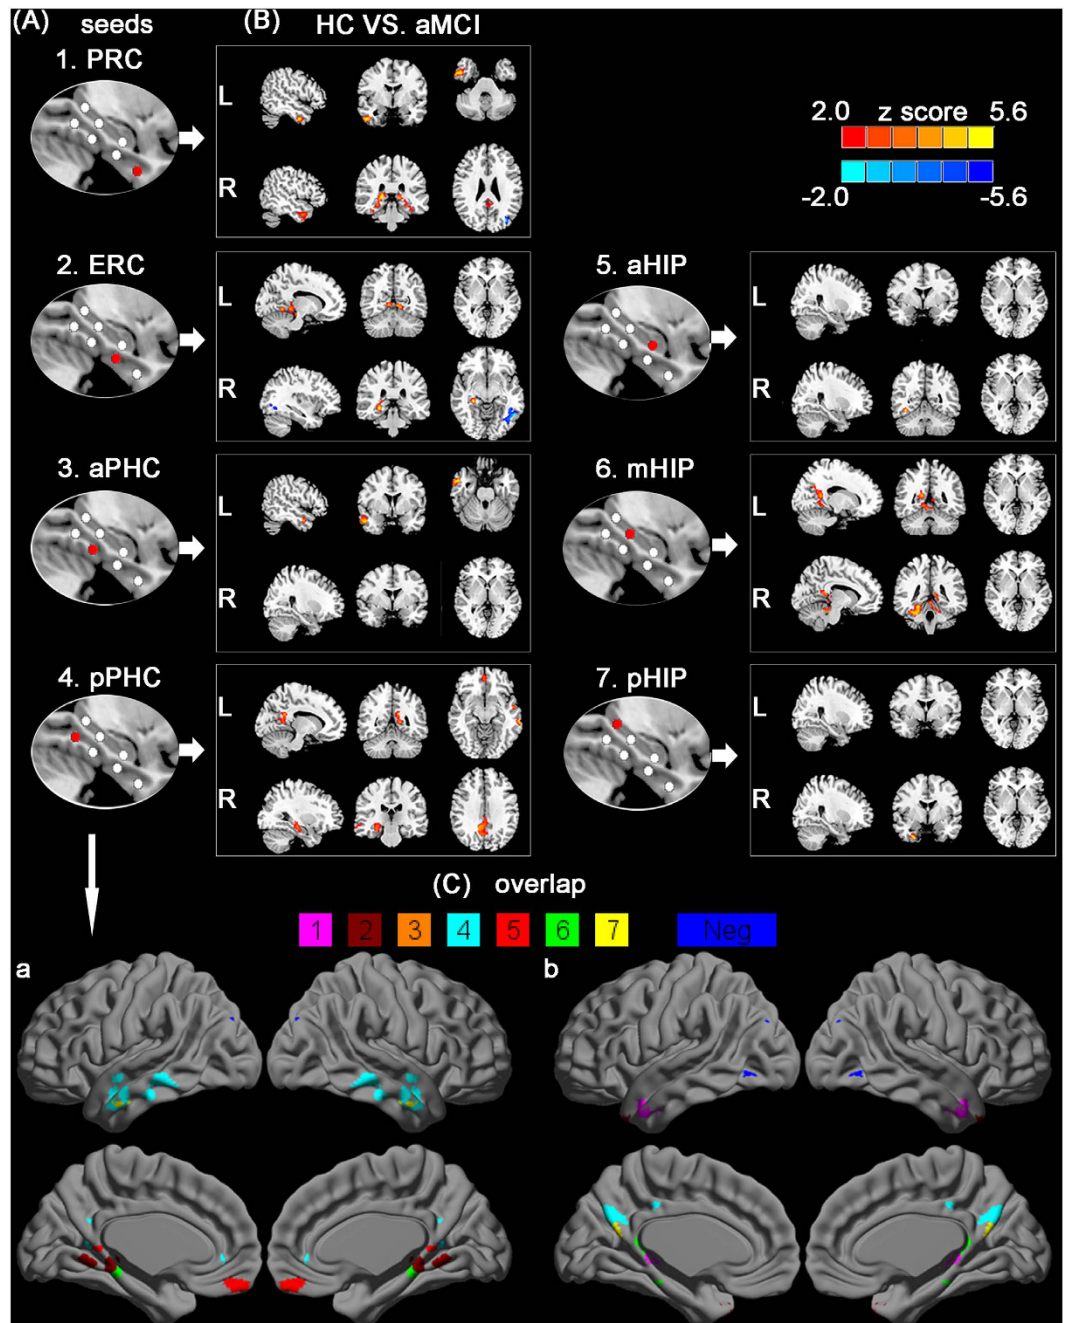 (A) seeds (B) HC VS. aMCI
1. PRC
L
R
2.0 z score 5.6
-2.0 -5.6
2. ERC
L
R
5. aHIP
L
R
3. aPHC
L
R
6. mHIP
L
R
4. pPHC
L
R
7. pHIP
L
R
(C) overlap
1 2 3 4 5 6 7 Neg
a b